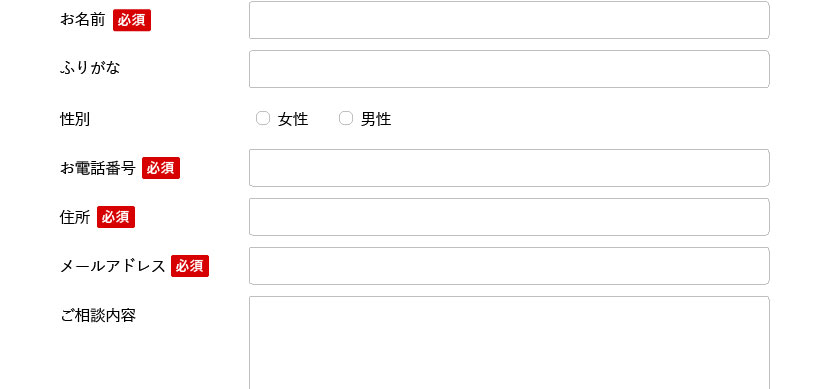 お名前 必須
ふりがな
性別 女性 男性
お電話番号 必須
住所 必須
メールアドレス 必須
ご相談内容